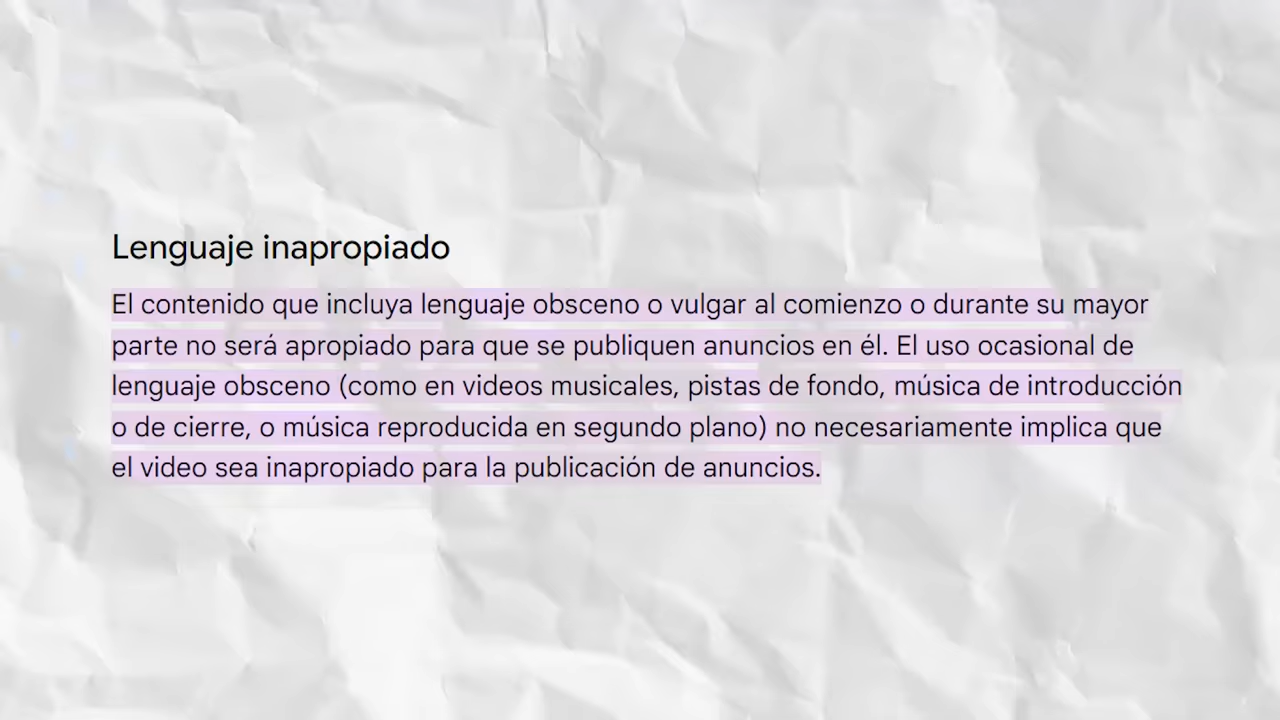 Lenguaje inapropiado
El contenido que incluya lenguaje obsceno o vulgar al comienzo o durante su mayor
parte no será apropiado para que se publiquen anuncios en él. El uso ocasional de
lenguaje obsceno (como en videos musicales, pistas de fondo, música de introducción
o de cierre, o música reproducida en segundo plano) no necesariamente implica que
el video sea inapropiado para la publicación de anuncios.